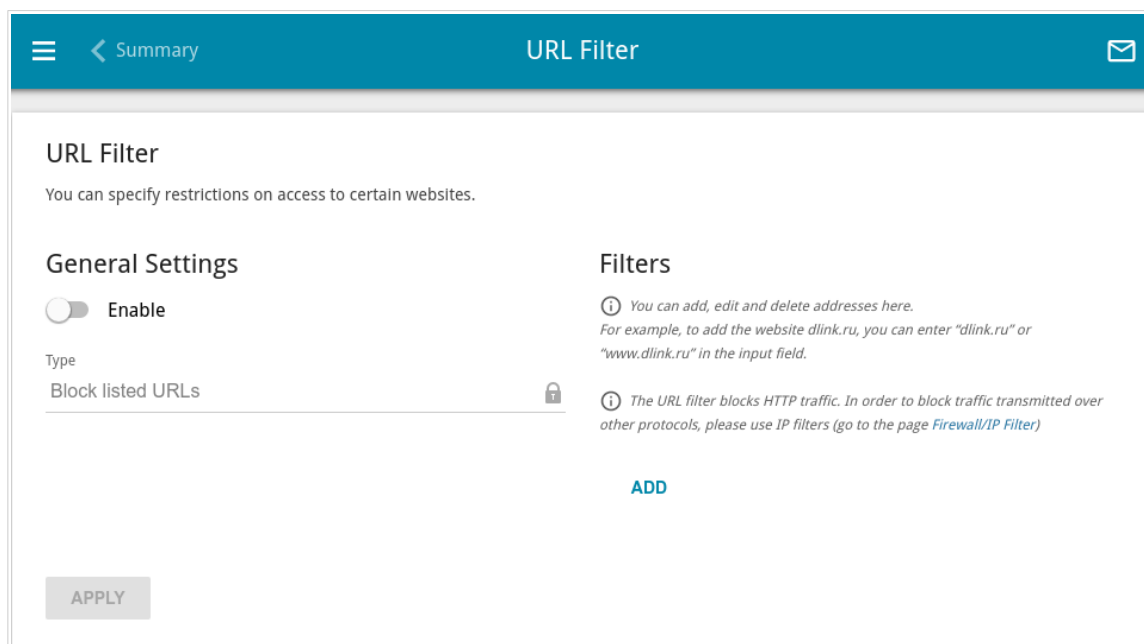 Summary
URL Filter
URL Filter
You can specify restrictions on access to certain websites.
General Settings
Enable
Type
Block listed URLs
Filters
You can add, edit and delete addresses here.
For example, to add the website dlink.ru, you can enter “dlink.ru” or
“www.dlink.ru” in the input field.
The URL filter blocks HTTP traffic. In order to block traffic transmitted over
other protocols, please use IP filters (go to the page Firewall/IP Filter)
ADD
APPLY